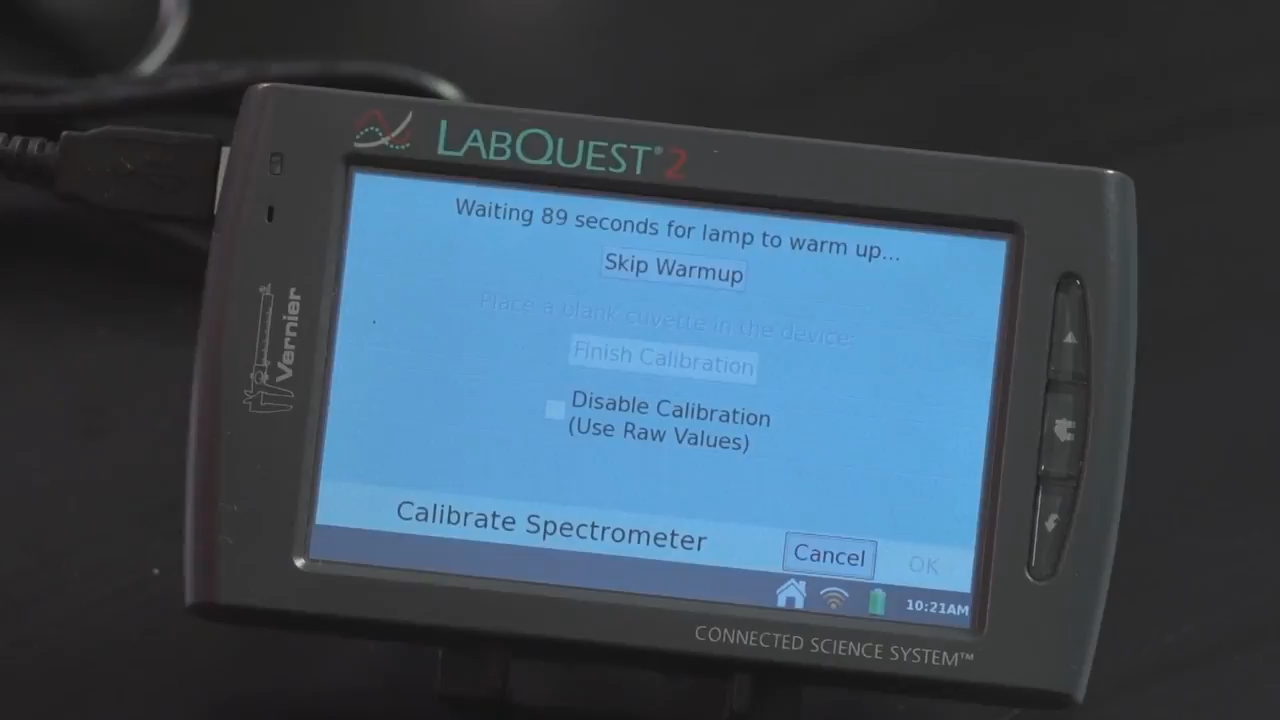 LABQUEST® 2
Waiting 89 seconds for lamp to warm up...
Skip Warmup
Place a blank cuvette in the device:
Finish Calibration
Disable Calibration
(Use Raw Values)
Calibrate Spectrometer
Cancel
OK
10:21AM
Vernier
CONNECTED SCIENCE SYSTEM™